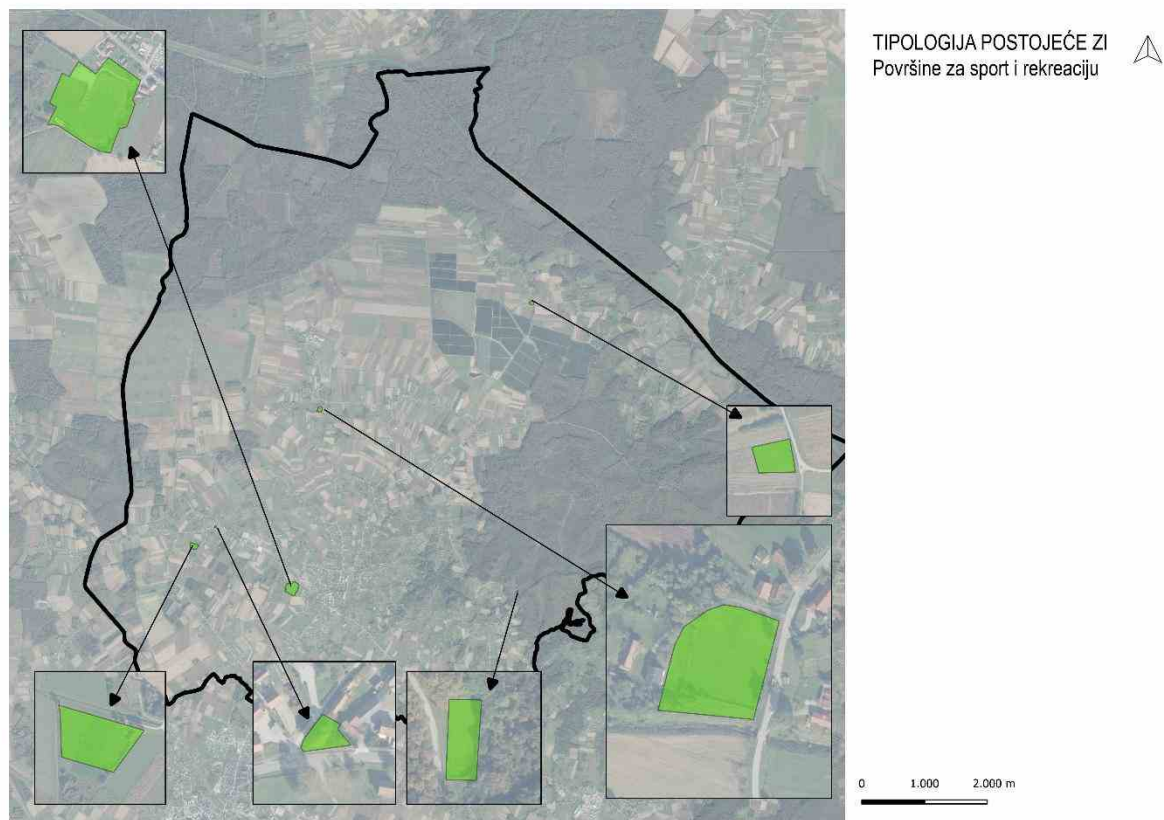 TIPOLOGIJA POSTOJEĆE ZI
Površine za sport i rekreaciju
0 1.000 2.000 m